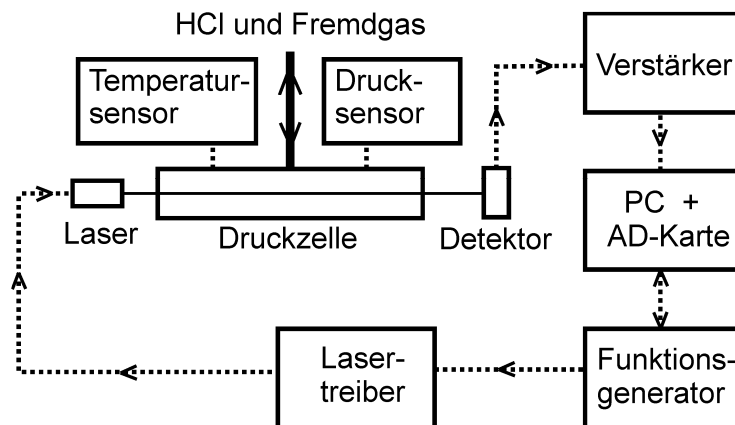 HCl und Fremdgas
Temperatur-
sensor
Druck-
sensor
Verstärker
Laser
Druckzelle
Detektor
PC +
AD-Karte
Laser-
treiber
Funktions-
generator